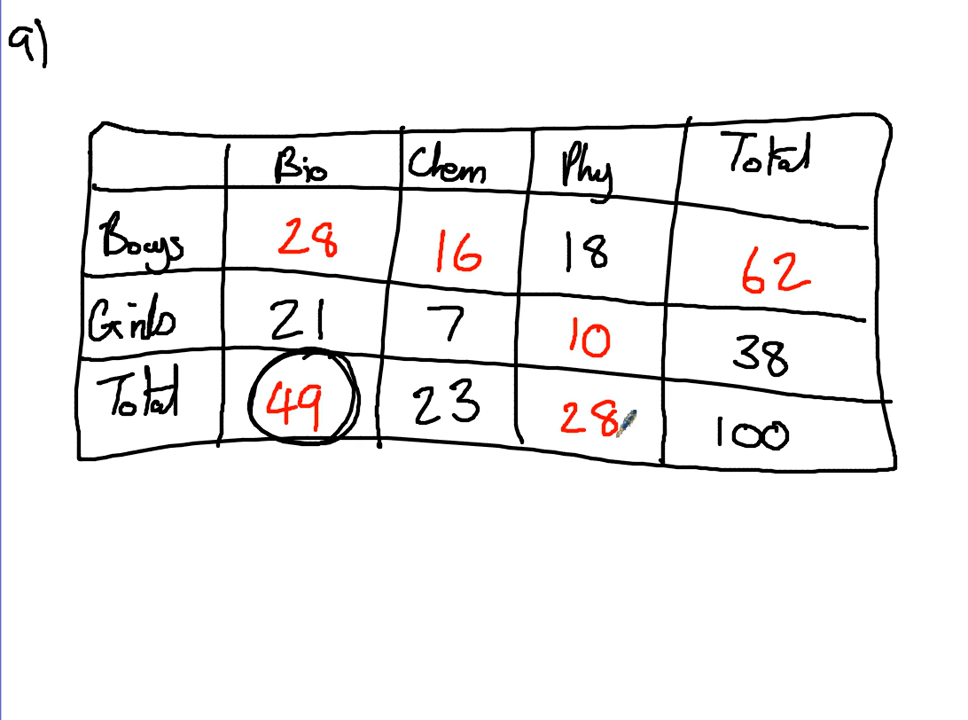 9)
Bio Chem Phy Total
Boys 28 16 18 62
Girls 21 7 10 38
Total 49 23 28 100